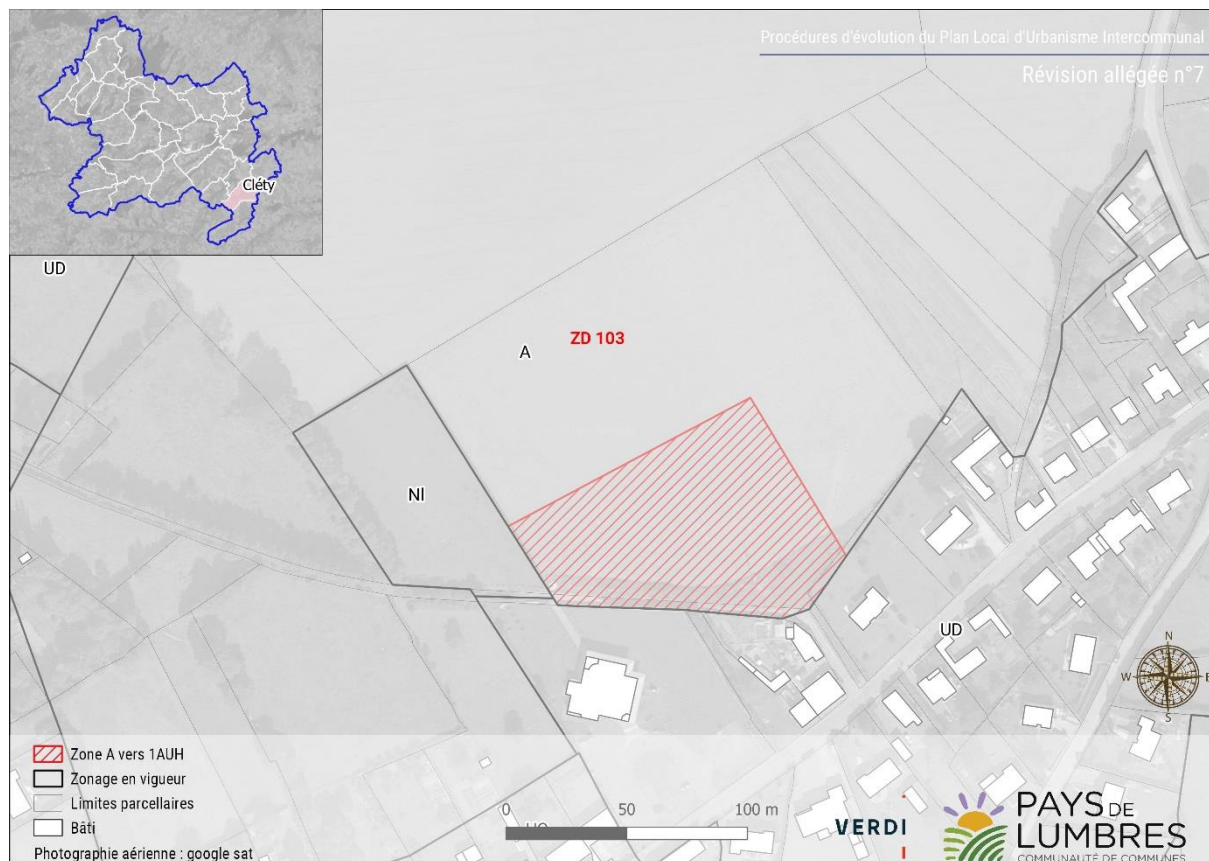 Procédures d'évolution du Plan Local d'Urbanisme Intercommunal
Révision allégée n°7
Cléty
UD
ZD 103
A
Nl
UD
N
W
E
S
Zone A vers 1AUH
Zonage en vigueur
Limites parcellaires
Bâti
Photographie aérienne : google sat
0 50 100 m
VERDI
PAYS DE
LUMBRES
COMMUNAUTÉ DE COMMUNES